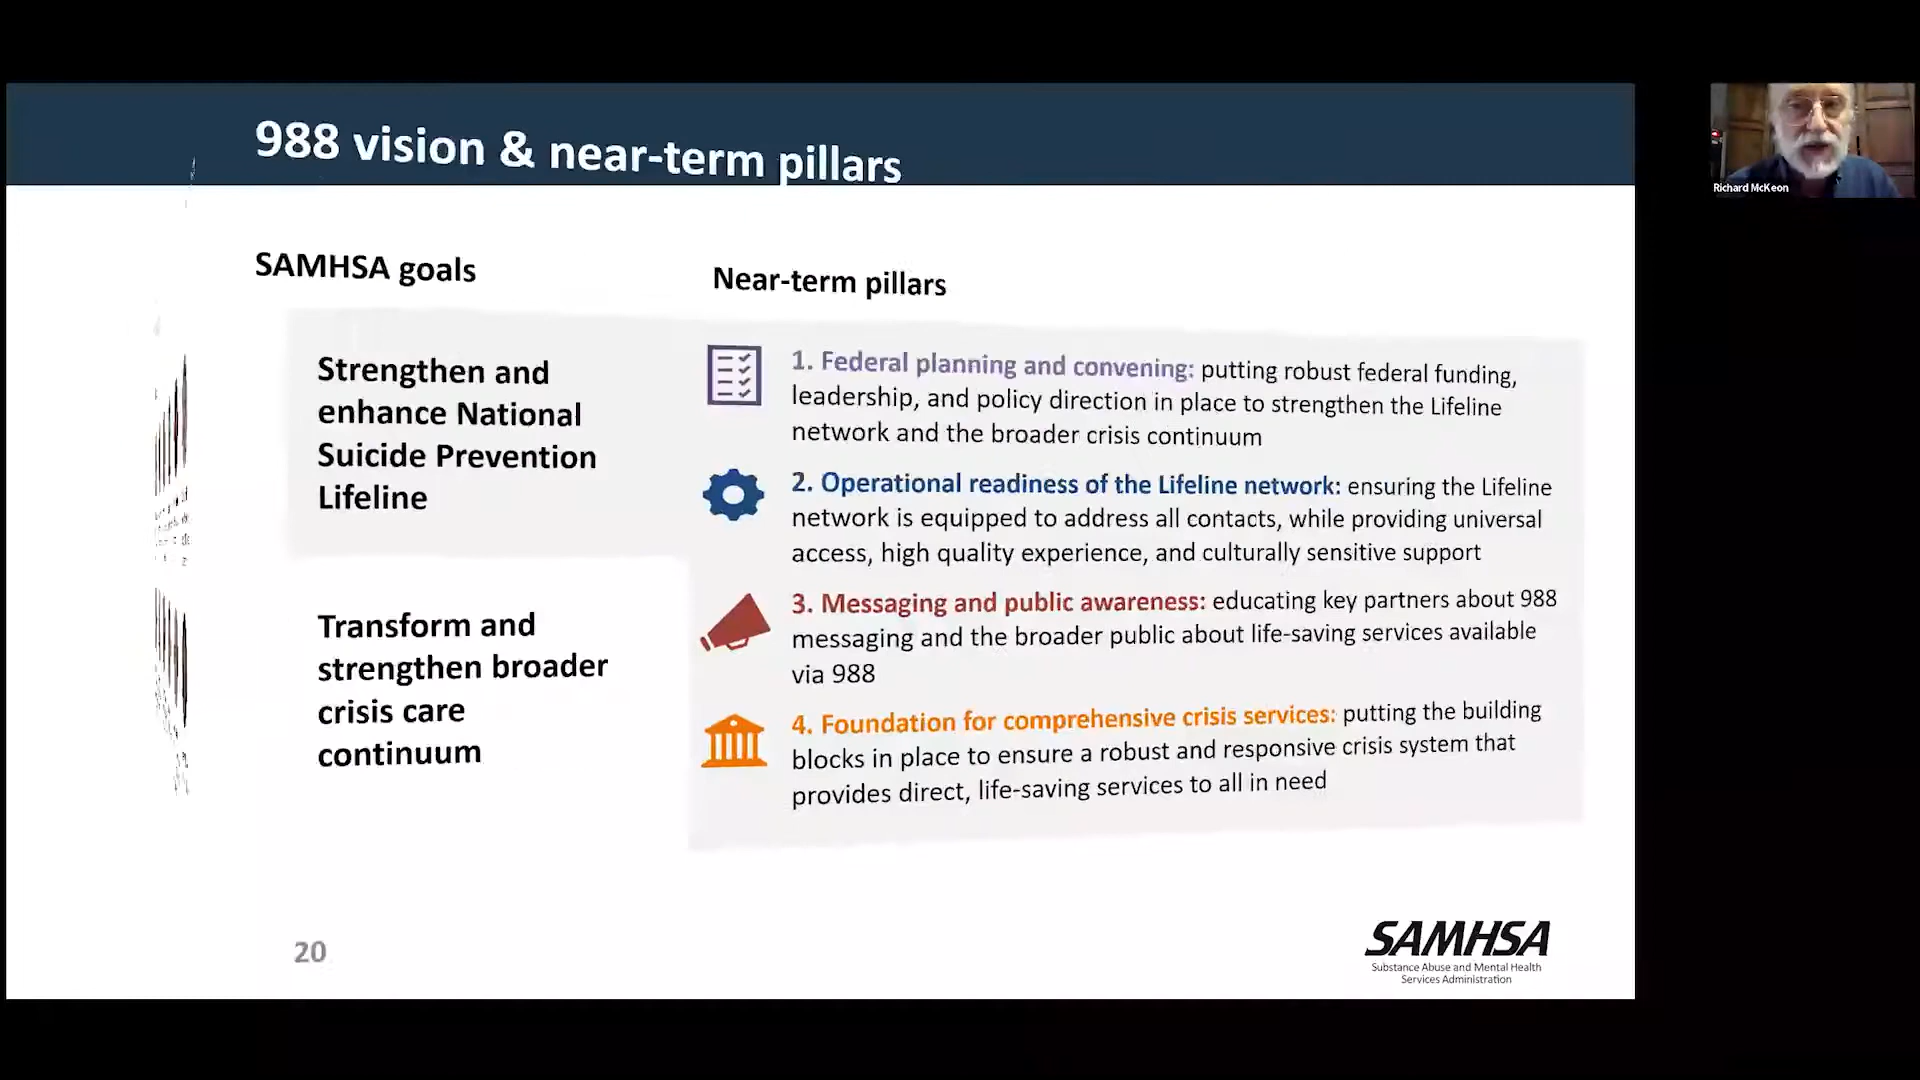 988 vision & near-term pillars
Richard McKeon
SAMHSA goals
Near-term pillars
Strengthen and
enhance National
Suicide Prevention
Lifeline
Transform and
strengthen broader
crisis care
continuum
1. Federal planning and convening: putting robust federal funding,
leadership, and policy direction in place to strengthen the Lifeline
network and the broader crisis continuum
2. Operational readiness of the Lifeline network: ensuring the Lifeline
network is equipped to address all contacts, while providing universal
access, high quality experience, and culturally sensitive support
3. Messaging and public awareness: educating key partners about 988
messaging and the broader public about life-saving services available
via 988
4. Foundation for comprehensive crisis services: putting the building
blocks in place to ensure a robust and responsive crisis system that
provides direct, life-saving services to all in need
20
SAMHSA
Substance Abuse and Mental Health
Services Administration